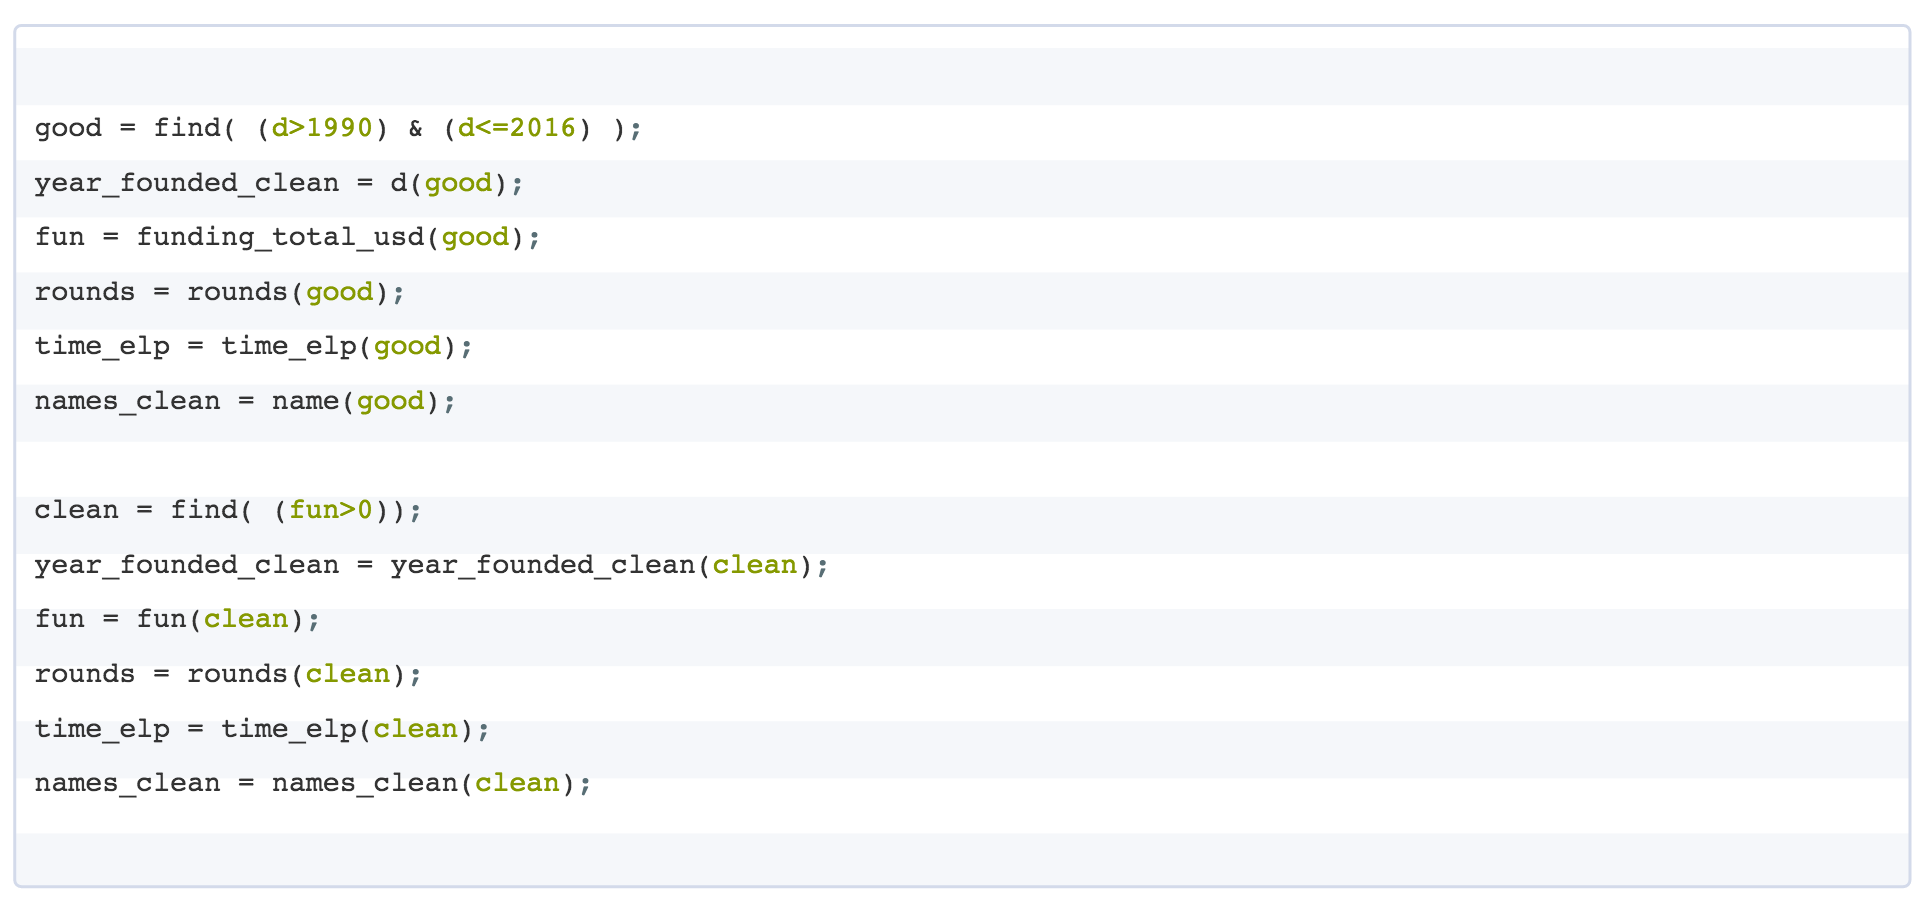 good = find( (d>1990) & (d<=2016) );
year_founded_clean = d(good);
fun = funding_total_usd(good);
rounds = rounds(good);
time_elp = time_elp(good);
names_clean = name(good);
clean = find( (fun>0));
year_founded_clean = year_founded_clean(clean);
fun = fun(clean);
rounds = rounds(clean);
time_elp = time_elp(clean);
names_clean = names_clean(clean);